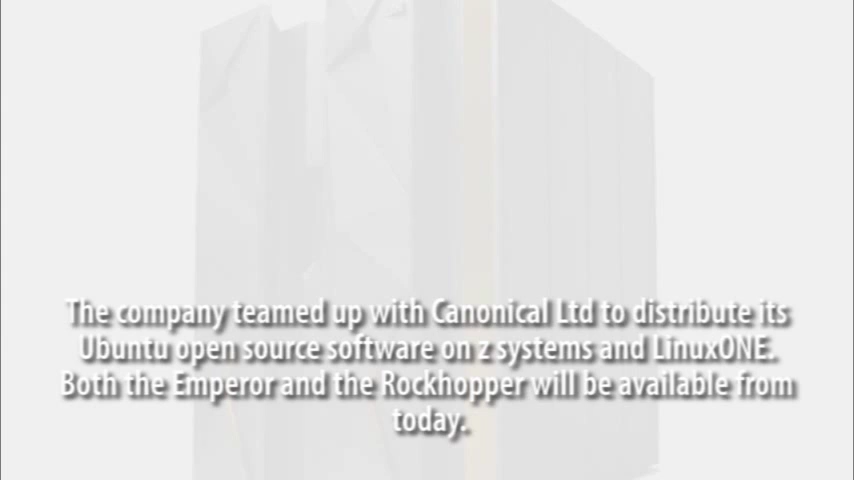 The company teamed up with Canonical Ltd to distribute its
Ubuntu open source software on z systems and LinuxONE.
Both the Emperor and the Rockhopper will be available from
today.